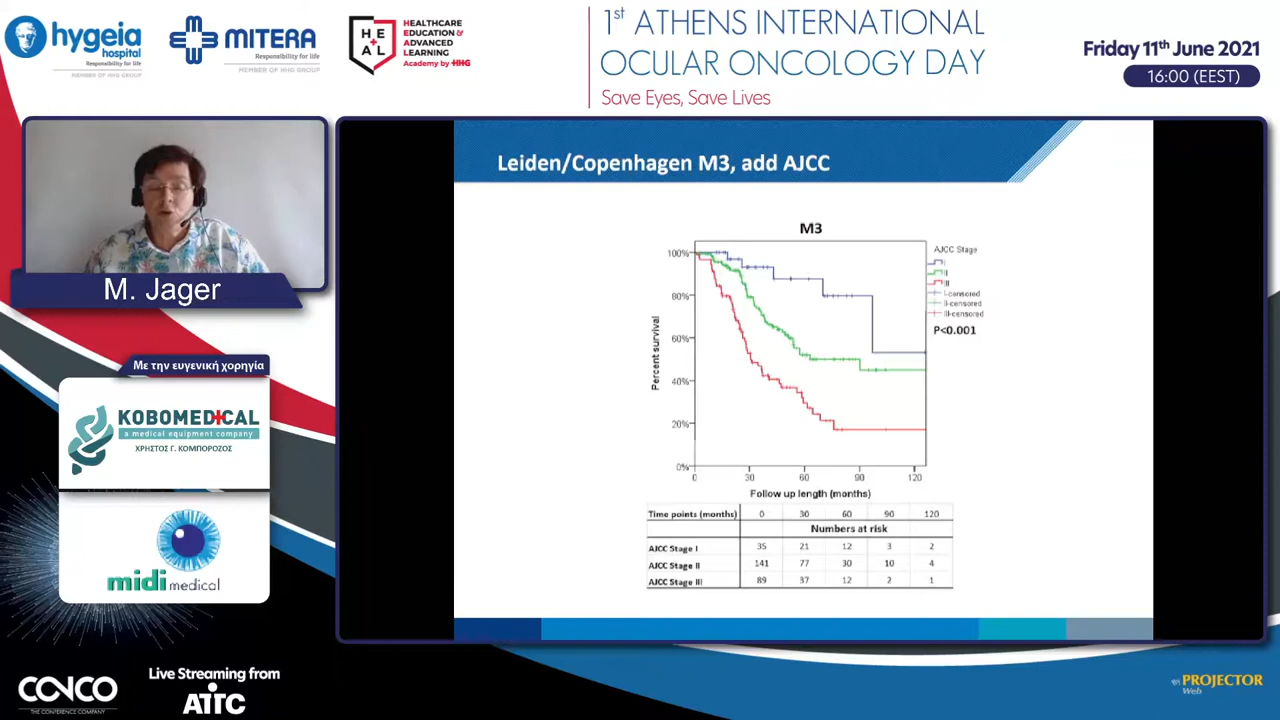 hygeia
hospital
Responsibility for life
MEMBER OF HHG GROUP
MITERA
Responsibility for life
MEMBER OF HHG GROUP
HE
AL
HEALTHCARE
EDUCATION &
ADVANCED
LEARNING
Academy by HHG
1st ATHENS INTERNATIONAL
OCULAR ONCOLOGY DAY
Save Eyes, Save Lives
Friday 11th June 2021
16:00 (EEST)
M. Jager
Με την ευγενική χορηγία
KOBOMEDICAL
a medical equipment company
ΧΡΗΣΤΟΣ Γ. ΚΟΜΠΟΡΟΖΟΣ
midi medical
CONCO
THE CONFERENCE COMPANY
Live Streaming from
ATTC
Leiden/Copenhagen M3, add AJCC
M3
100%
80%
60%
40%
20%
0%
Percent survival
0 30 60 90 120
Follow up length (months)
AJCC Stage
I
II
III
I-censored
II-censored
III-censored
P<0.001
Time points (months) 0 30 60 90 120
Numbers at risk
AJCC Stage I 35 21 12 3 2
AJCC Stage II 141 77 30 10 4
AJCC Stage III 89 37 12 2 1
PROJECTOR
Web